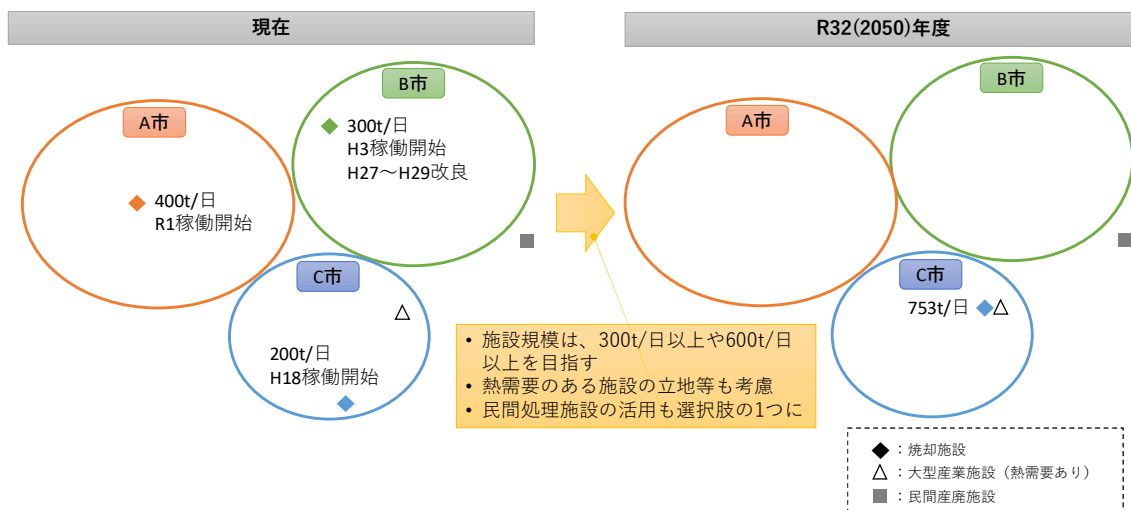 現在
R32(2050)年度
A市
400t/日
R1稼働開始
B市
300t/日
H3稼働開始
H27～H29改良
C市
200t/日
H18稼働開始
• 施設規模は、300t/日以上や600t/日
以上を目指す
• 熱需要のある施設の立地等も考慮
• 民間処理施設の活用も選択肢の1つに
A市
B市
C市
753t/日
：焼却施設
：大型産業施設（熱需要あり）
：民間産廃施設